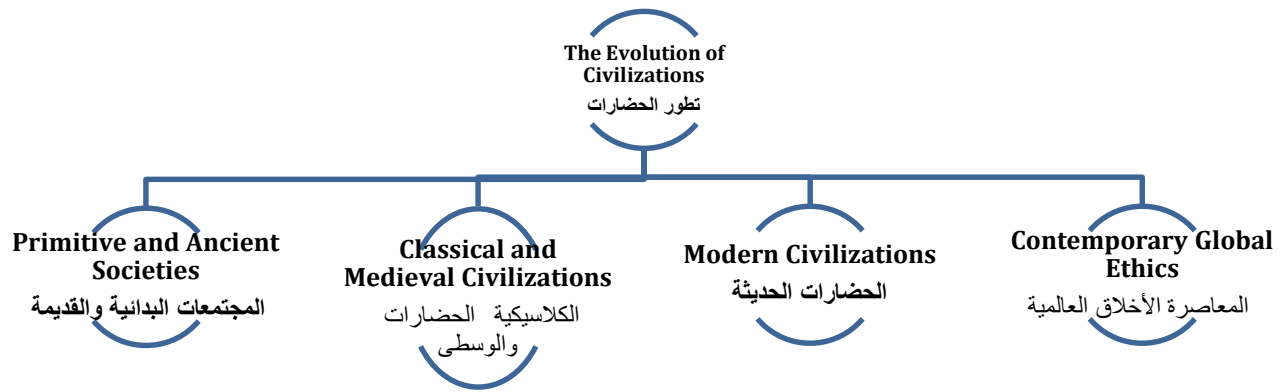 The Evolution of
Civilizations
تطور الحضارات
Primitive and Ancient
Societies
المجتمعات البدائية والقديمة
Classical and
Medieval Civilizations
الكلاسيكية الحضارات
والوسطى
Modern Civilizations
الحضارات الحديثة
Contemporary Global
Ethics
المعاصرة الأخلاق العالمية